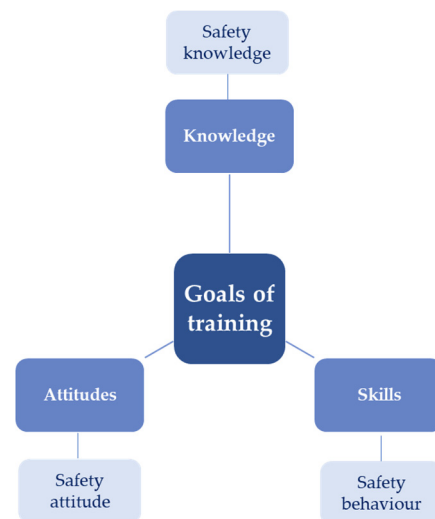 Safety
knowledge
Knowledge
Goals of
training
Attitudes
Skills
Safety
attitude
Safety
behaviour